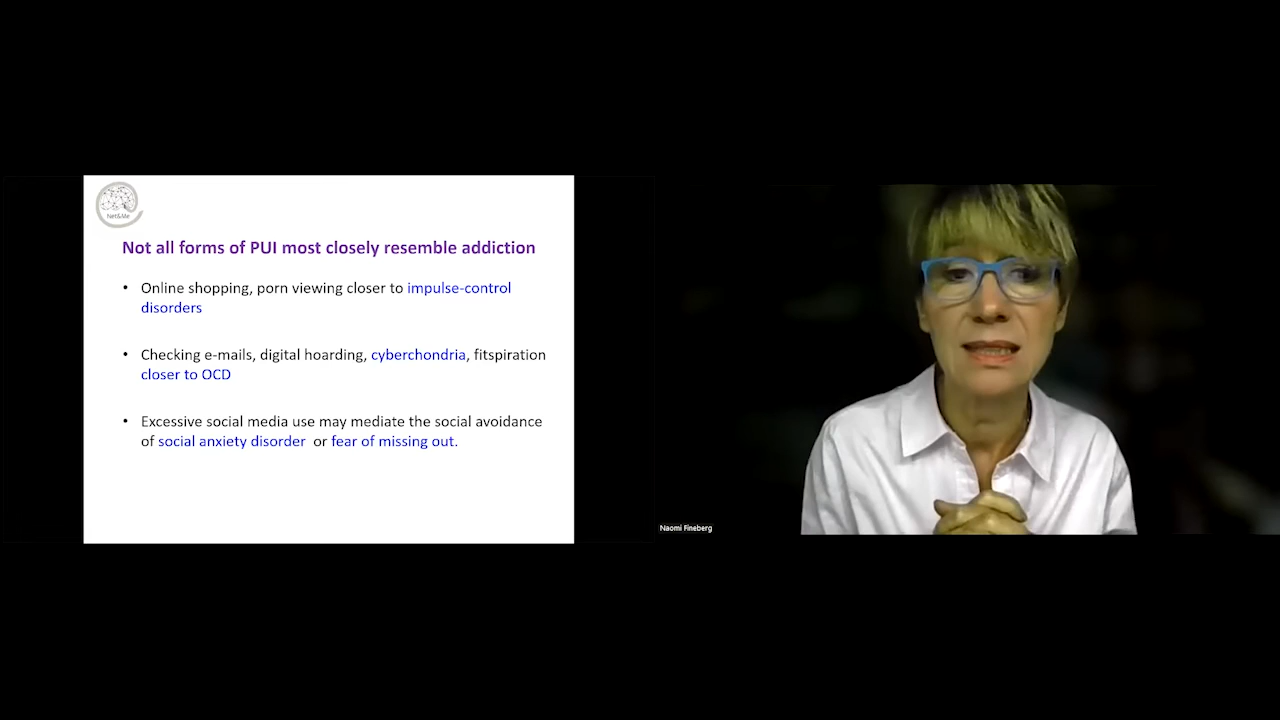 Net&Me
Not all forms of PUI most closely resemble addiction
• Online shopping, porn viewing closer to impulse-control
disorders
• Checking e-mails, digital hoarding, cyberchondria, fitspiration
closer to OCD
• Excessive social media use may mediate the social avoidance
of social anxiety disorder or fear of missing out.
Naomi Fineberg